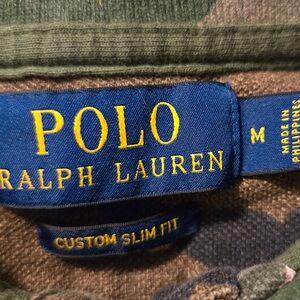 POLO
RALPH LAUREN
M
MADE IN
PHILIPPINES
CUSTOM SLIM FIT